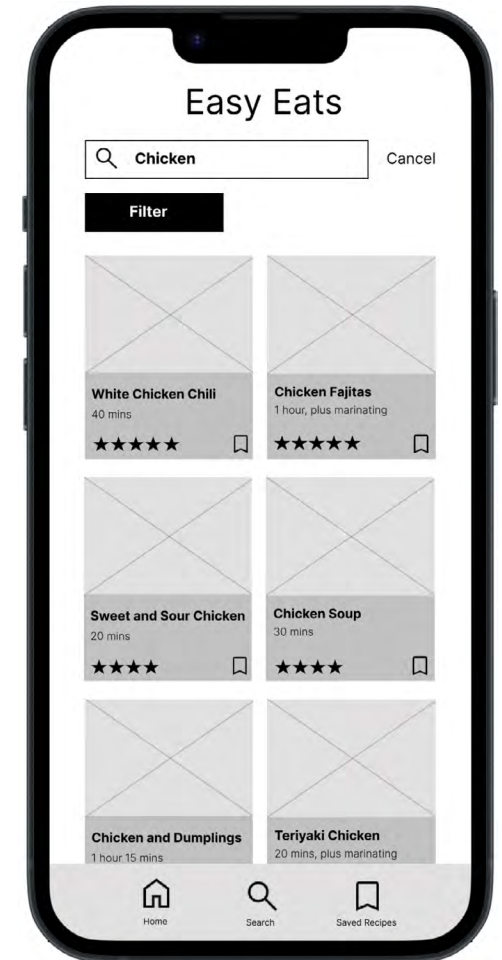 Easy Eats
Chicken
Cancel
Filter
White Chicken Chili
40 mins
Chicken Fajitas
1 hour, plus marinating
Sweet and Sour Chicken
20 mins
Chicken Soup
30 mins
Chicken and Dumplings
1 hour 15 mins
Teriyaki Chicken
20 mins, plus marinating
Home
Search
Saved Recipes